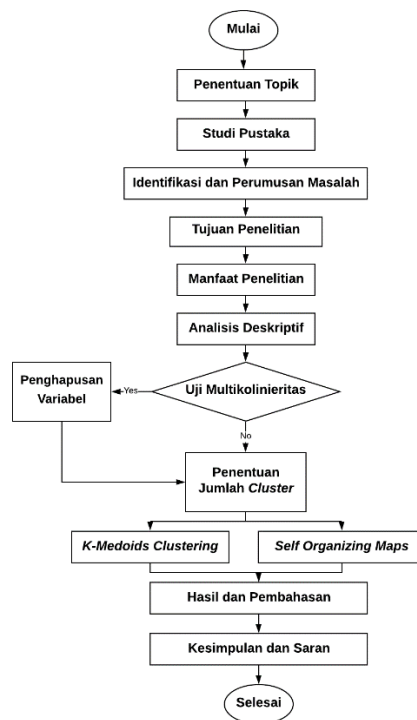 Mulai
Penentuan Topik
Studi Pustaka
Identifikasi dan Perumusan Masalah
Tujuan Penelitian
Manfaat Penelitian
Analisis Deskriptif
Uji Multikolinieritas
Yes
Penghapusan
Variabel
No
Penentuan
Jumlah Cluster
K-Medoids Clustering
Self Organizing Maps
Hasil dan Pembahasan
Kesimpulan dan Saran
Selesai